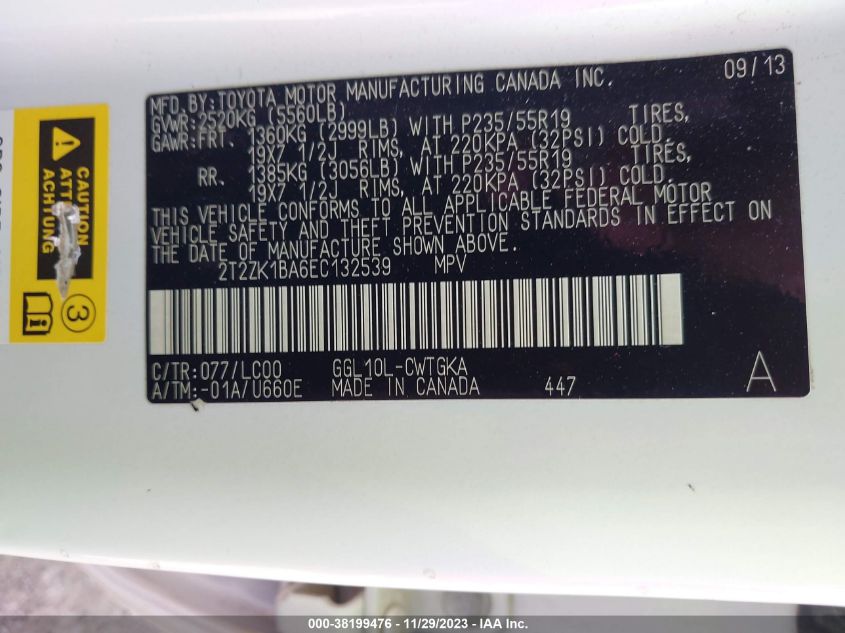 09/13
MFD. BY: TOYOTA MOTOR MANUFACTURING CANADA INC.
GVWR: 2520KG (5560LB)
GAWR: FRT. 1360KG (2999LB) WITH P235/55R19 TIRES,
19X7 1/2J RIMS, AT 220KPA (32PSI) COLD.
RR. 1385KG (3056LB) WITH P235/55R19 TIRES,
19X7 1/2J RIMS, AT 220KPA (32PSI) COLD.
THIS VEHICLE CONFORMS TO ALL APPLICABLE FEDERAL MOTOR
VEHICLE SAFETY AND THEFT PREVENTION STANDARDS IN EFFECT ON
THE DATE OF MANUFACTURE SHOWN ABOVE.
2T2ZK1BA6EC132539 MPV
C/TR: 077/LC00 GGL10L-CWTGKA
A/TM: -01A/U660E MADE IN CANADA 447 A
CAUTION
ACHTUNG
3
000-38199476 - 11/29/2023 - IAA Inc.